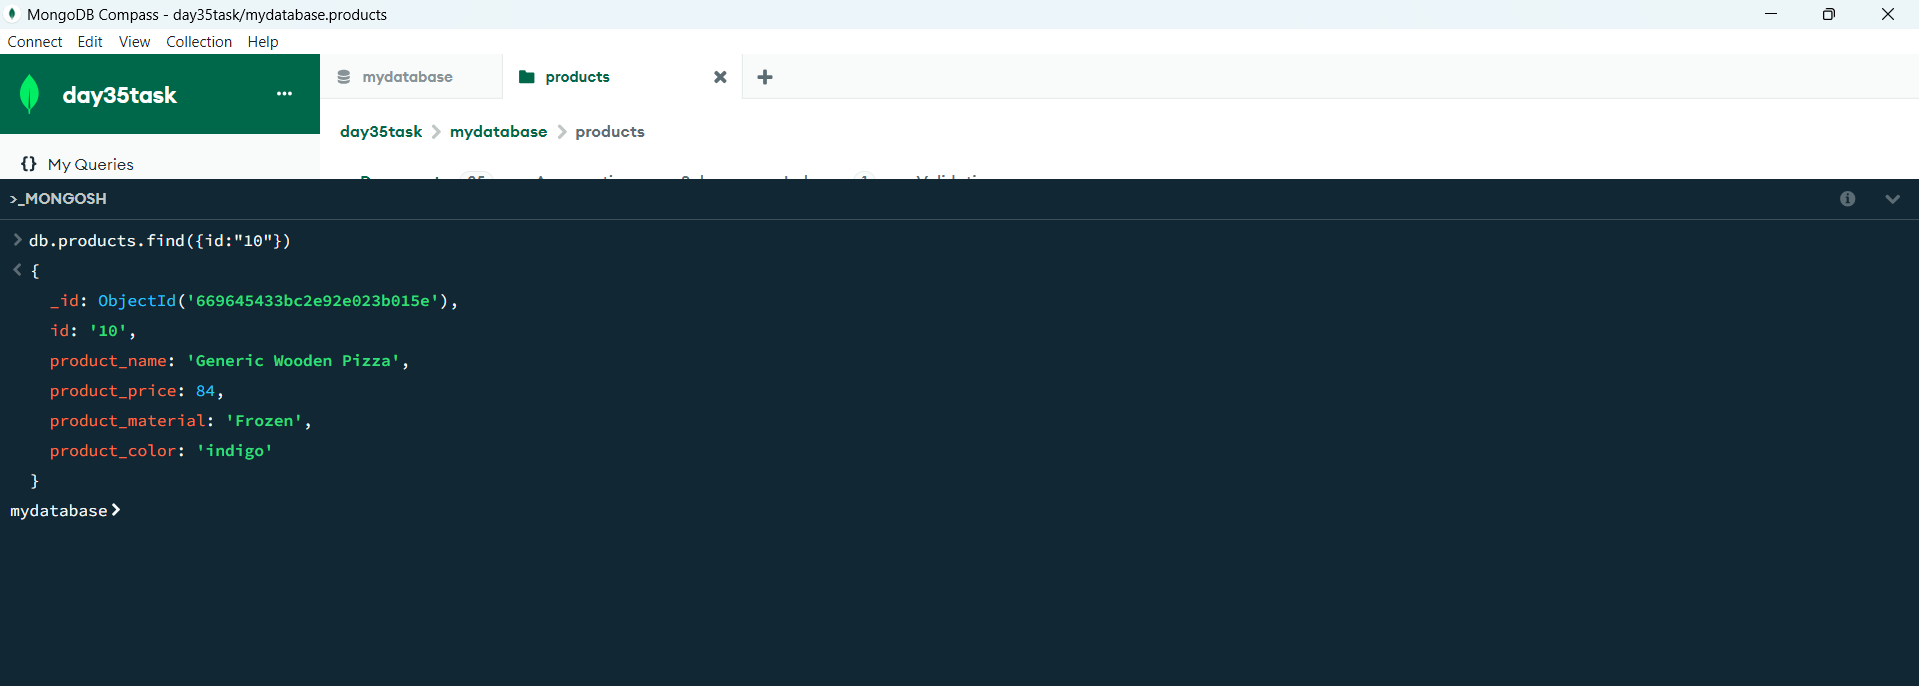 MongoDB Compass - day35task/mydatabase.products
Connect Edit View Collection Help
day35task ...
mydatabase
products
day35task > mydatabase > products
{} My Queries
>_MONGOSH
> db.products.find({id:"10"})
< {
_id: ObjectId('669645433bc2e92e023b015e'),
id: '10',
product_name: 'Generic Wooden Pizza',
product_price: 84,
product_material: 'Frozen',
product_color: 'indigo'
}
mydatabase>